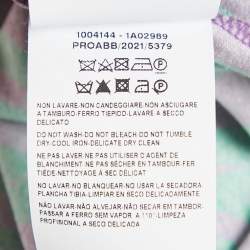 1004144 - 1A02989
PROABB/2021/5379
NON LAVARE-NON CANDEGGIARE-NON ASCIUGARE
A TAMBURO-FERRO TIEPIDO-LAVARE A SECCO
DELICATO
DO NOT WASH-DO NOT BLEACH-DO NOT TUMBLE
DRY-COOL IRON-DELICATE DRY CLEAN
NE PAS LAVER-NE PAS UTILISER D'AGENT DE
BLANCHIMENT-NE PAS SECHER EN TAMBOUR-FER
TIÈDE-NETTOYAGE A SEC DÉLICAT
NO LAVAR-NO BLANQUEAR-NO USAR LA SECADORA,
PLANCHA TIBIA-LIMPIEZA EN SECO DELICADO
NÃO LAVAR-NÃO ALVEJAR-NÃO SECAR EM TAMBOR
PASSAR A FERRO SEM VAPOR, A 110°-LIMPEZA
PROFISIONAL A SECO DELICADA